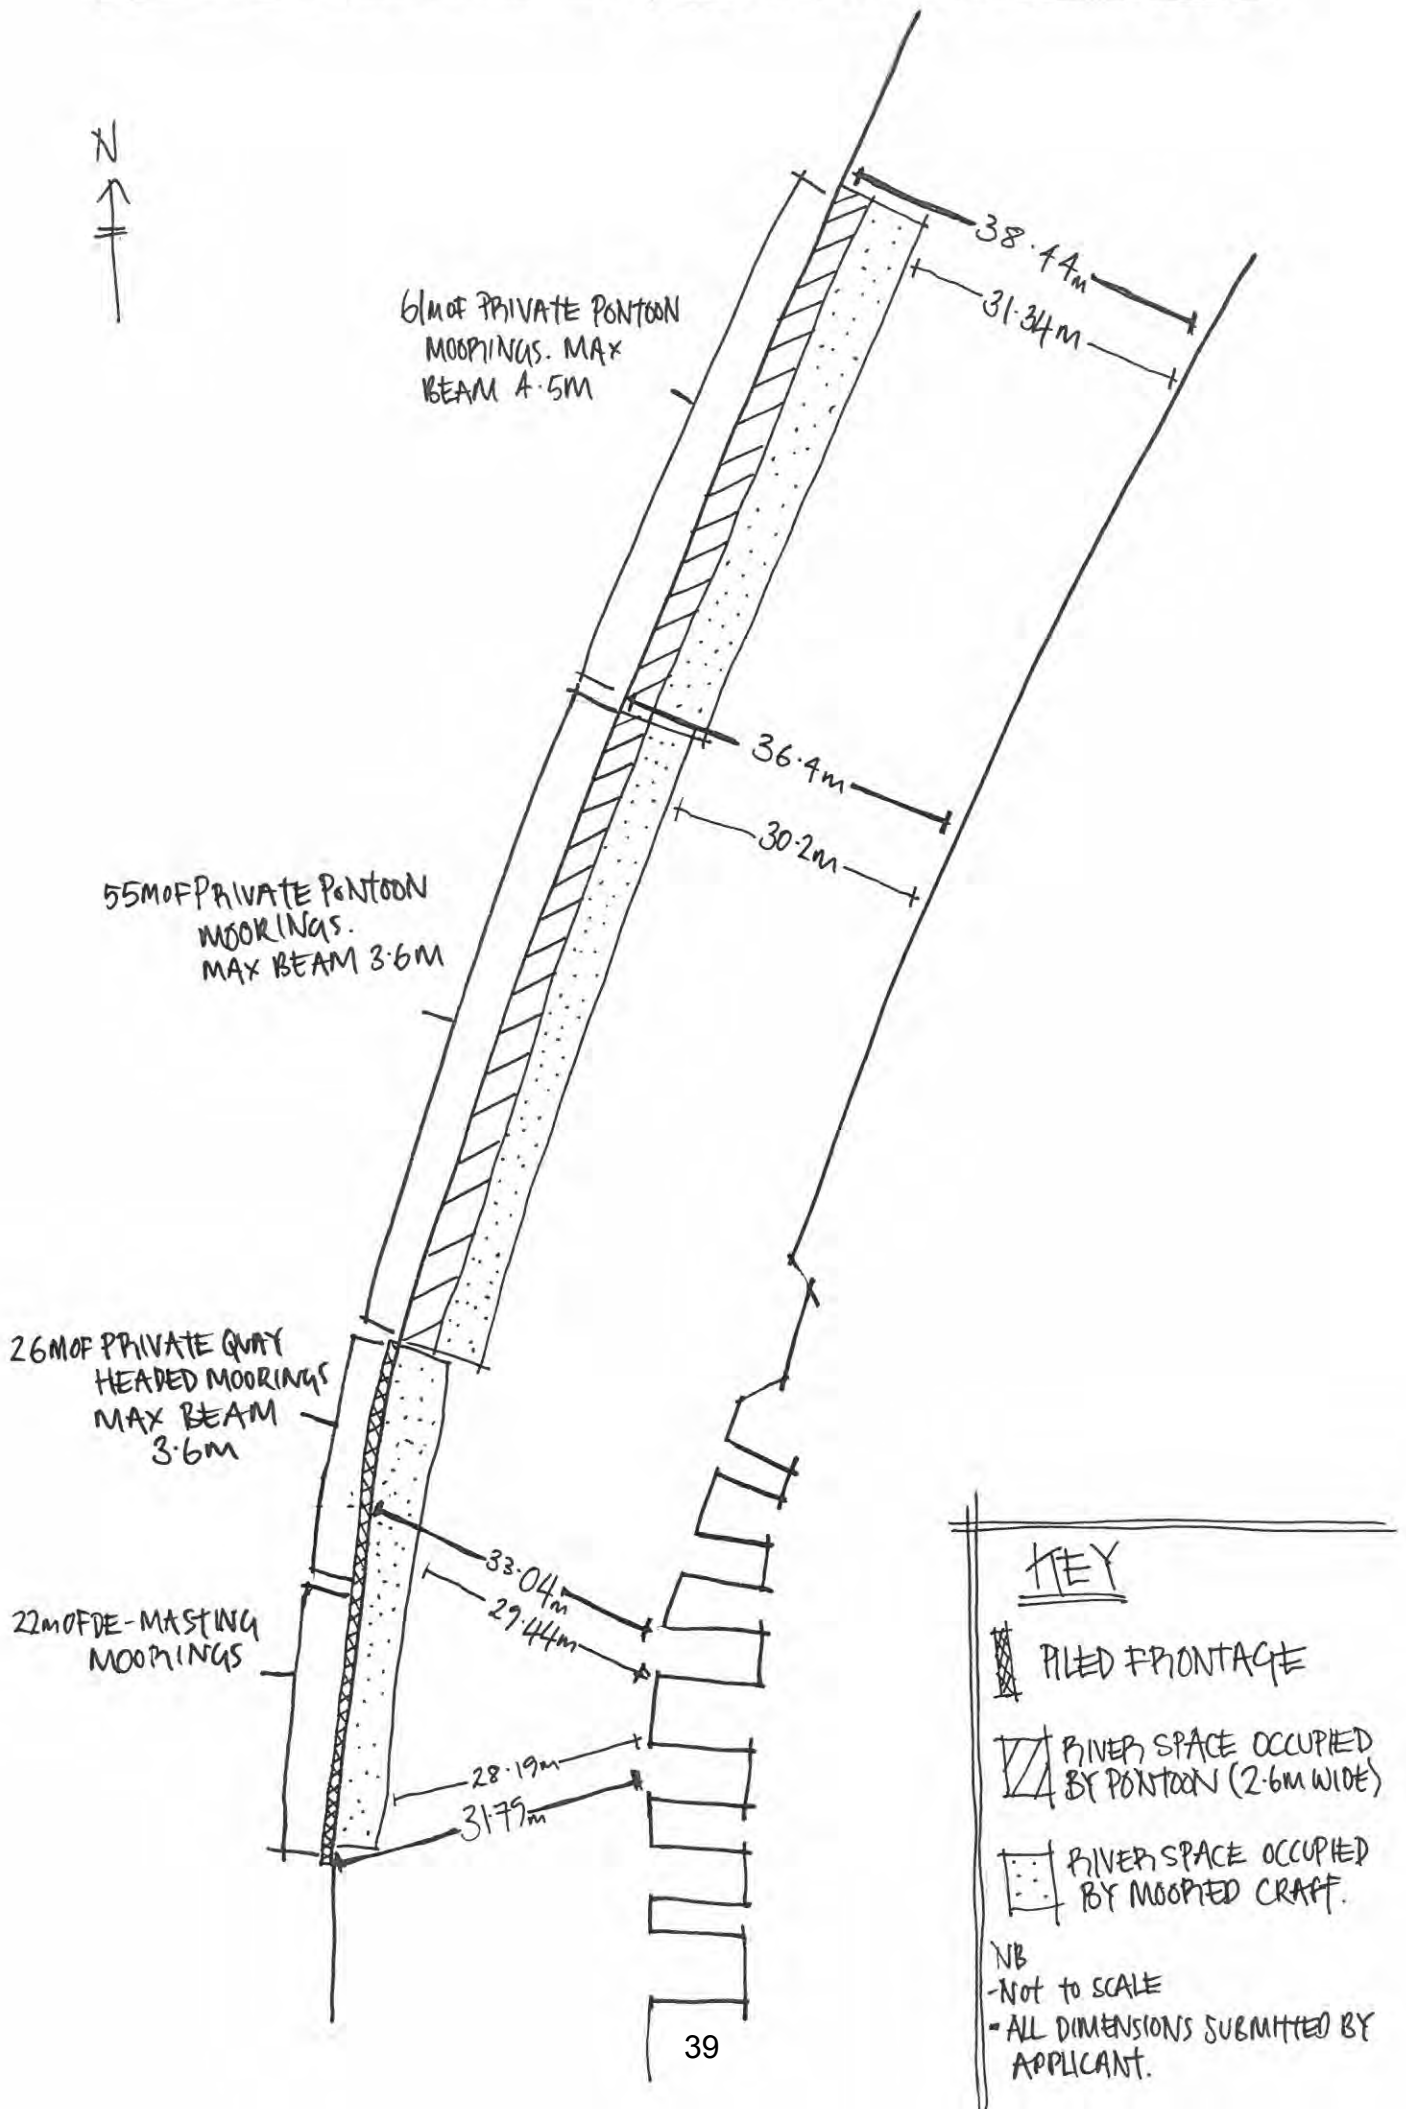 N
38.44m
31.34m
61M OF PRIVATE PONTOON
MOORINGS. MAX
BEAM 4.5M
36.4m
30.2m
55M OF PRIVATE PONTOON
MOORINGS.
MAX BEAM 3.6M
26M OF PRIVATE QUAY
HEADED MOORINGS
MAX BEAM
3.6M
33.04m
29.44m
22m OF DE-MASTING
MOORINGS
28.19m
31.79m
KEY
PILED FRONTAGE
RIVER SPACE OCCUPIED
BY PONTOON (2.6M WIDE)
RIVER SPACE OCCUPIED
BY MOORED CRAFT.
NB
-Not to SCALE
- ALL DIMENSIONS SUBMITTED BY
APPLICANT.
39